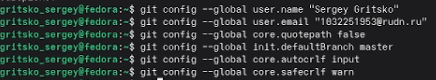 gritsko_sergey@fedora:~$ git config --global user.name "Sergey Gritsko"
gritsko_sergey@fedora:~$ git config --global user.email "1032251953@rudn.ru"
gritsko_sergey@fedora:~$ git config --global core.quotepath false
gritsko_sergey@fedora:~$ git config --global init.defaultBranch master
gritsko_sergey@fedora:~$ git config --global core.autocrlf input
gritsko_sergey@fedora:~$ git config --global core.safecrlf warn